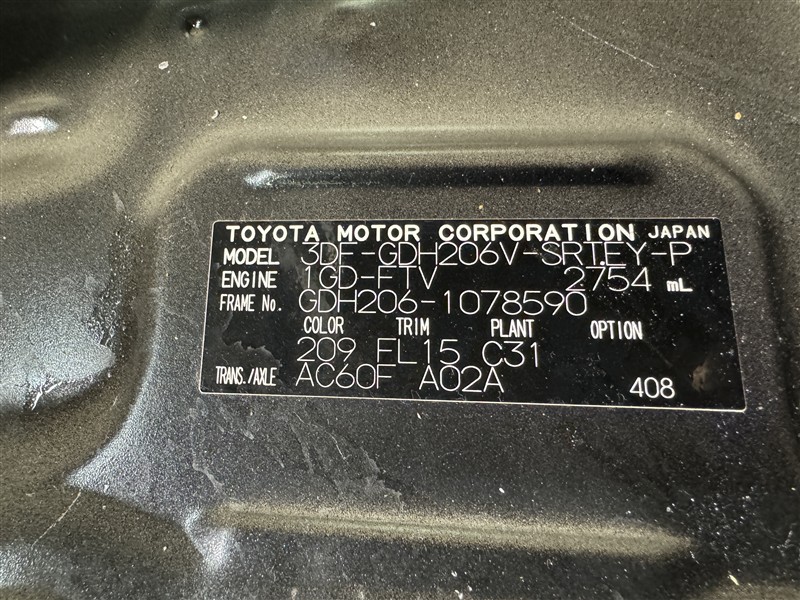 TOYOTA MOTOR CORPORATION JAPAN
MODEL 3DF-GDH206V-SRTEY-P
ENGINE 1GD-FTV 2754 mL
FRAME No. GDH206-1078590
COLOR TRIM PLANT OPTION
209 FL15 C31
TRANS./AXLE AC60F A02A 408